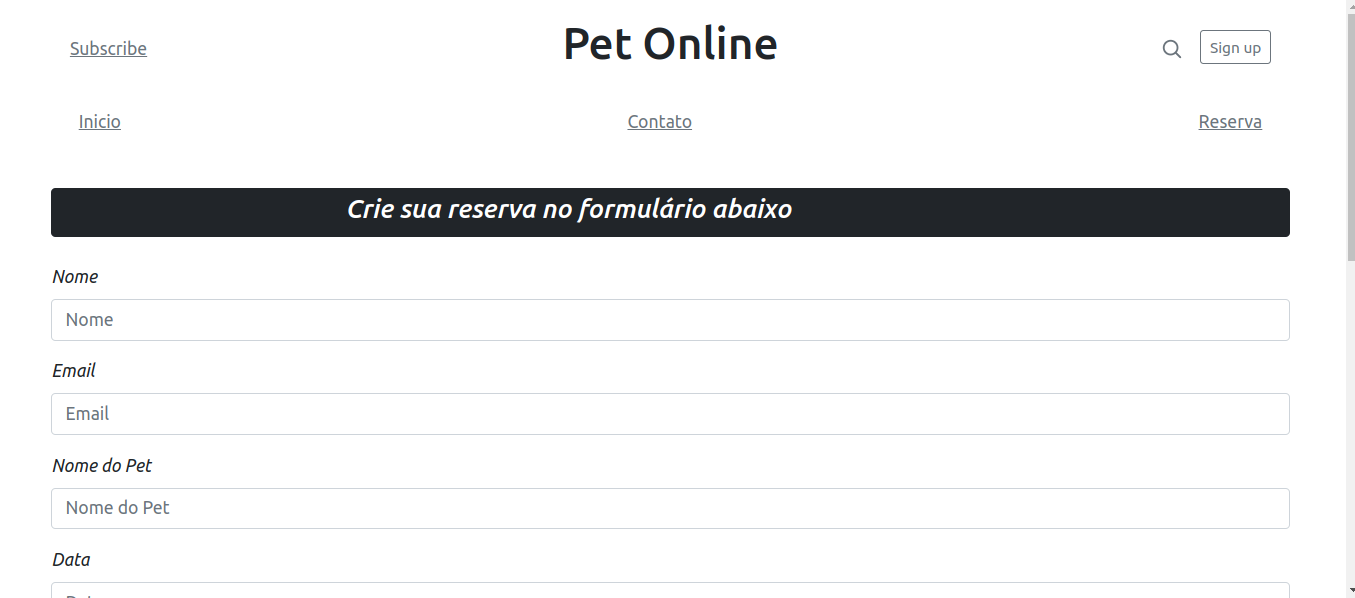 Subscribe
Pet Online
Sign up
Inicio
Contato
Reserva
Crie sua reserva no formulário abaixo
Nome
Nome
Email
Email
Nome do Pet
Nome do Pet
Data